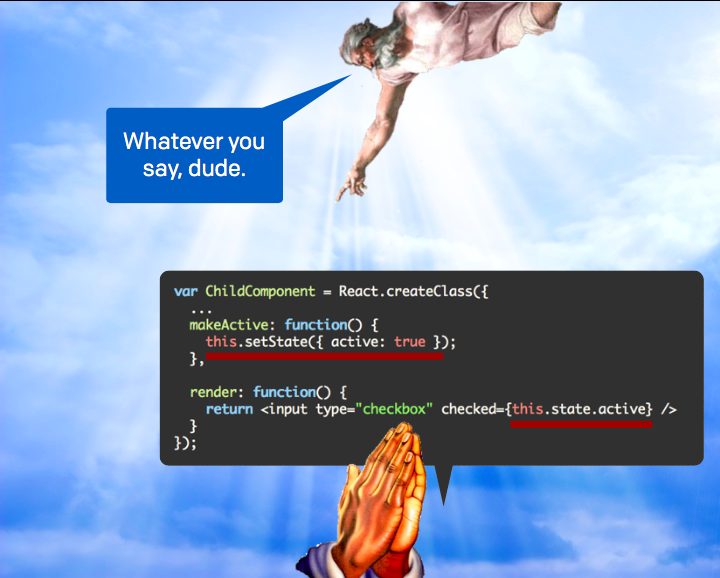 Whatever you
say, dude.
var ChildComponent = React.createClass({
...
makeActive: function() {
this.setState({ active: true });
},
render: function() {
return <input type="checkbox" checked={this.state.active} />
}
});